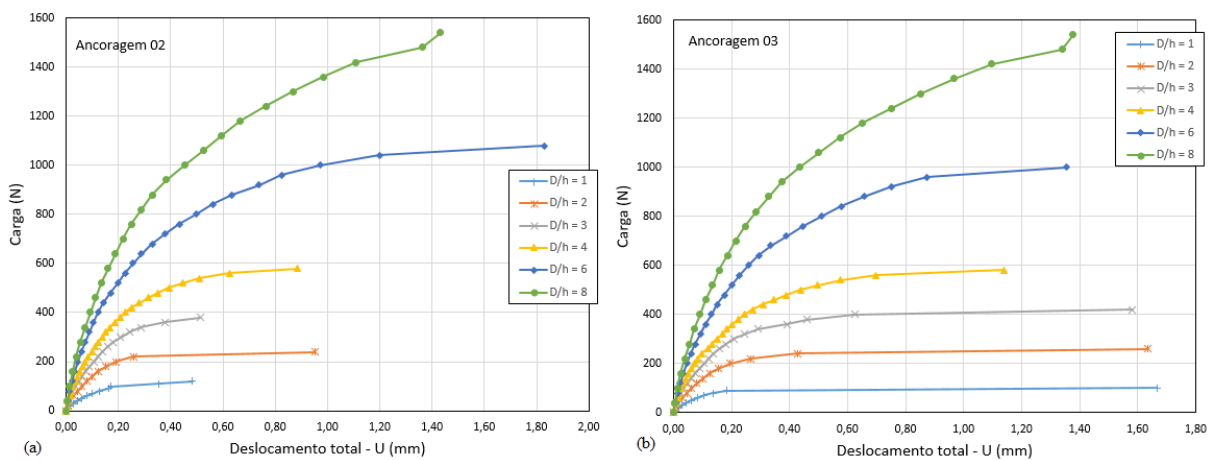 Ancoragem 02
Carga (N)
1600
1400
1200
1000
800
600
400
200
0
0,00 0,20 0,40 0,60 0,80 1,00 1,20 1,40 1,60 1,80 2,00
Deslocamento total - U (mm)
D/h = 1
D/h = 2
D/h = 3
D/h = 4
D/h = 6
D/h = 8
(a)
Ancoragem 03
Carga (N)
1600
1400
1200
1000
800
600
400
200
0
0,00 0,20 0,40 0,60 0,80 1,00 1,20 1,40 1,60 1,80
Deslocamento total - U (mm)
D/h = 1
D/h = 2
D/h = 3
D/h = 4
D/h = 6
D/h = 8
(b)